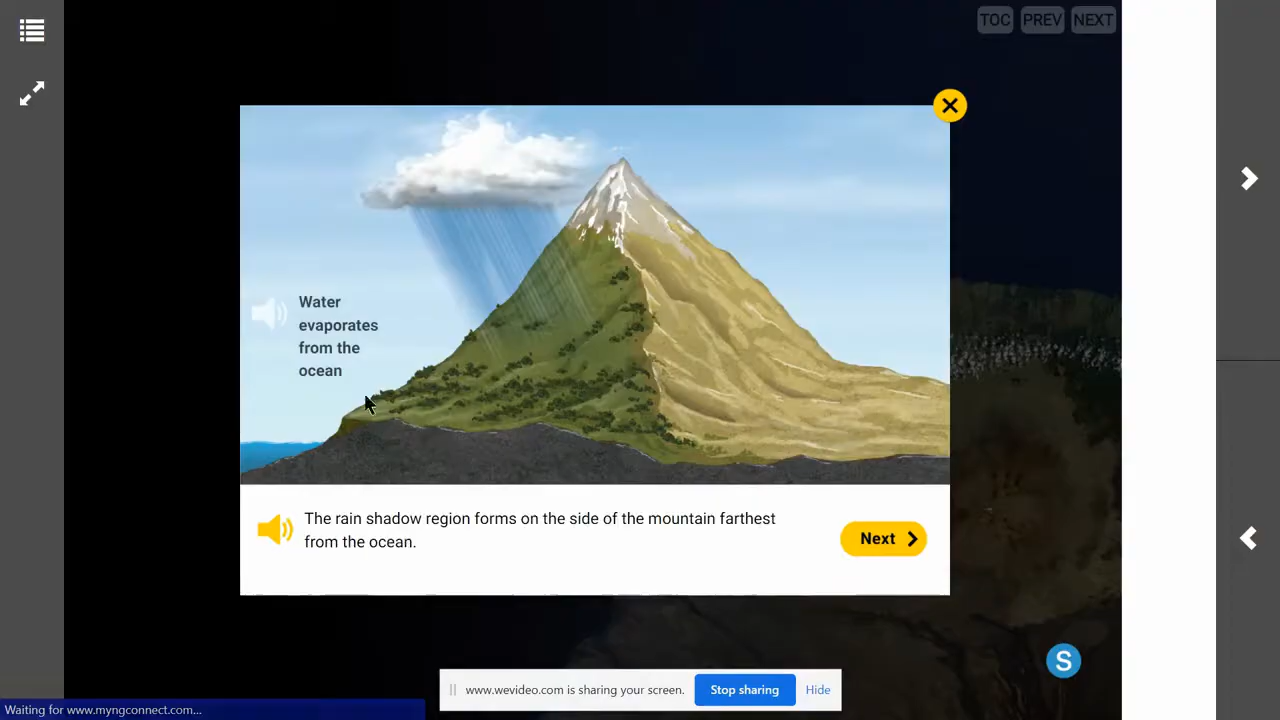 TOC PREV NEXT
Water
evaporates
from the
ocean
The rain shadow region forms on the side of the mountain farthest
from the ocean.
Next
S
www.wevideo.com is sharing your screen. Stop sharing Hide
Waiting for www.myngconnect.com...